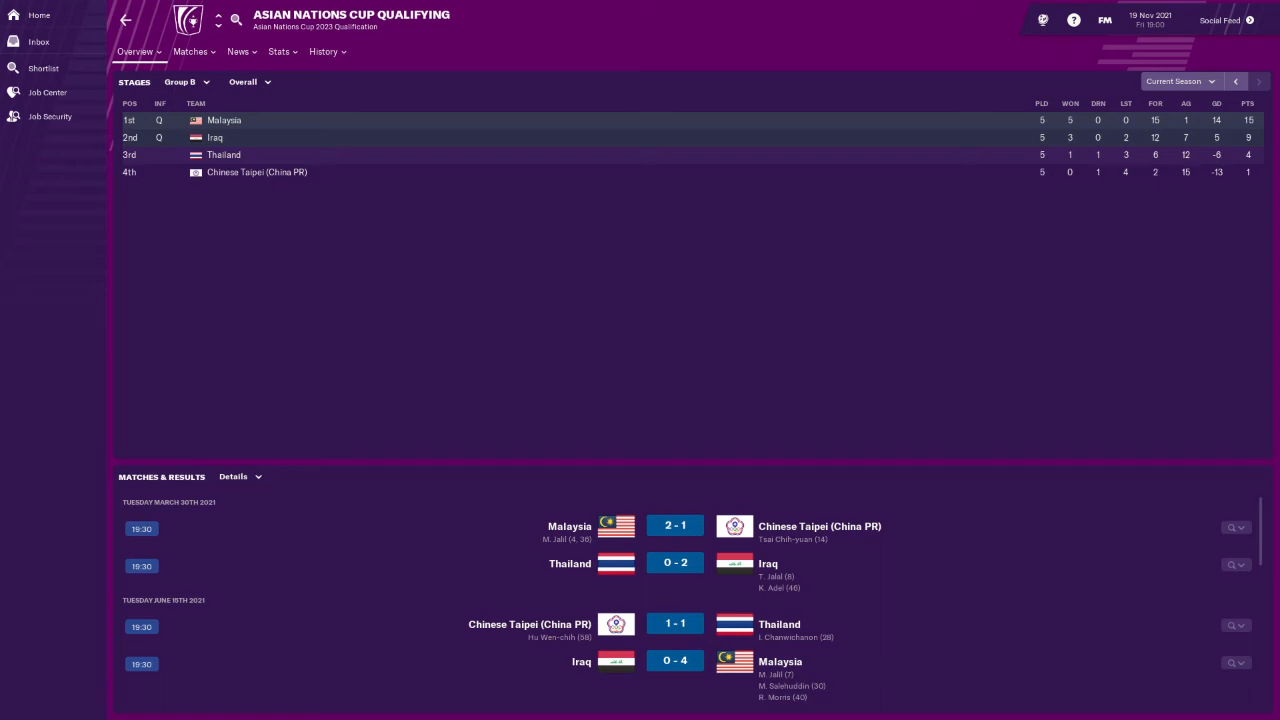 Home
Inbox
Shortlist
Job Center
Job Security
ASIAN NATIONS CUP QUALIFYING
Asian Nations Cup 2023 Qualification
FM
19 Nov 2021
Fri 19:00
Social Feed
Overview Matches News Stats History
STAGES Group B Overall Current Season
POS INF TEAM PLD WON DRN LST FOR AG GD PTS
1st Q Malaysia 5 5 0 0 15 1 14 15
2nd Q Iraq 5 3 0 2 12 7 5 9
3rd Thailand 5 1 1 3 6 12 -6 4
4th Chinese Taipei (China PR) 5 0 1 4 2 15 -13 1
MATCHES & RESULTS Details
TUESDAY MARCH 30TH 2021
19:30 Malaysia 2 - 1 Chinese Taipei (China PR)
M. Jalil (4, 36) Tsai Chih-yuan (14)
19:30 Thailand 0 - 2 Iraq
T. Jalal (8)
K. Adel (46)
TUESDAY JUNE 15TH 2021
19:30 Chinese Taipei (China PR) 1 - 1 Thailand
Hu Wen-chih (58) I. Chanwichanon (28)
19:30 Iraq 0 - 4 Malaysia
M. Jalil (7)
M. Salehuddin (30)
R. Morris (40)